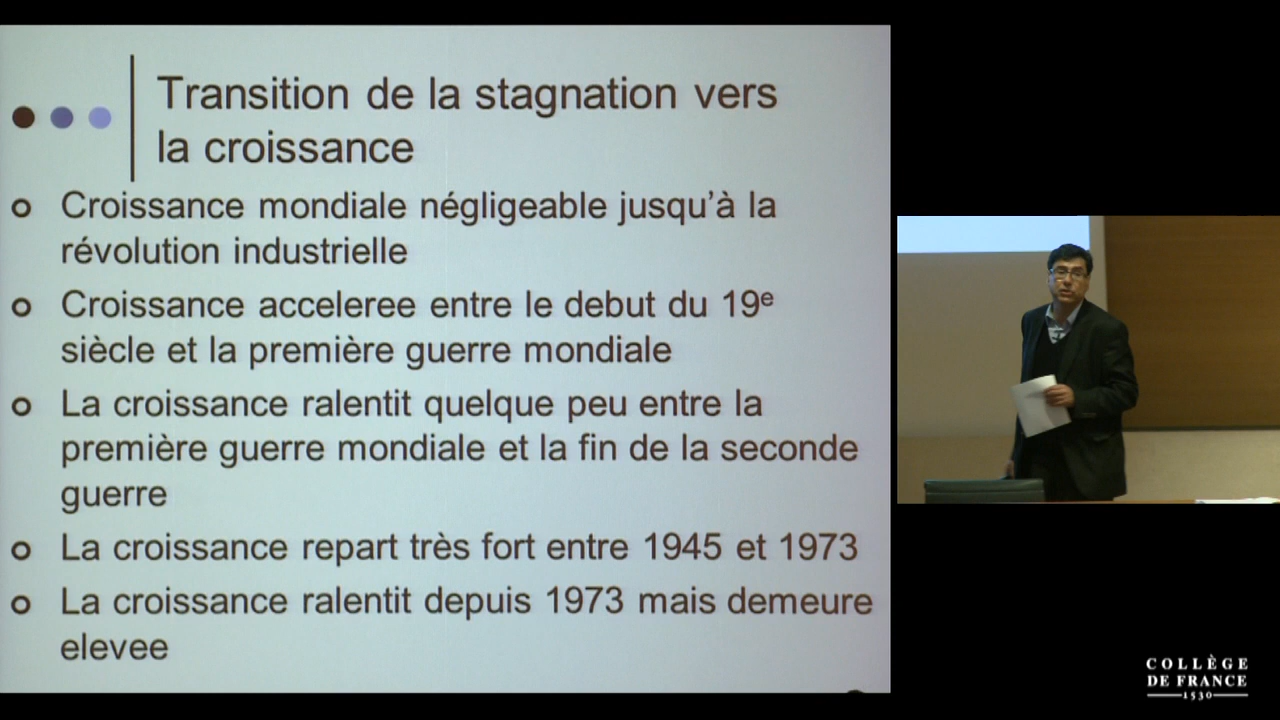 Transition de la stagnation vers
la croissance
Croissance mondiale négligeable jusqu'à la
révolution industrielle
Croissance acceleree entre le debut du 19e
siècle et la première guerre mondiale
La croissance ralentit quelque peu entre la
première guerre mondiale et la fin de la seconde
guerre
La croissance repart très fort entre 1945 et 1973
La croissance ralentit depuis 1973 mais demeure
elevee
COLLÈGE
DE FRANCE
1530